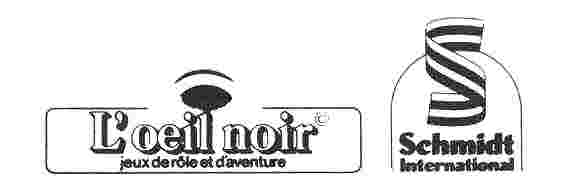 L'oeil noir©
jeux de rôle et d'aventure
Schmidt
International